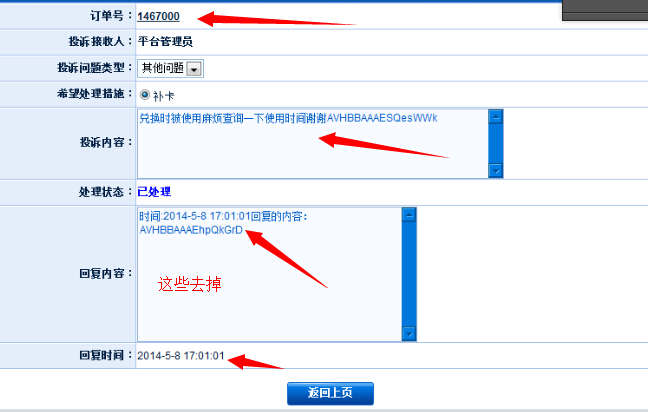 订单号： 1467000
投诉接收人： 平台管理员
投诉问题类型： 其他问题
希望处理措施： 补卡
投诉内容： 兑换时被使用麻烦查询一下使用时间谢谢AVHBBAAAESQesWWk
处理状态： 已处理
时间:2014-5-8 17:01:01回复的内容:
AVHBBAAAEhpQkGrD
回复内容：
这些去掉
回复时间： 2014-5-8 17:01:01
返回上页